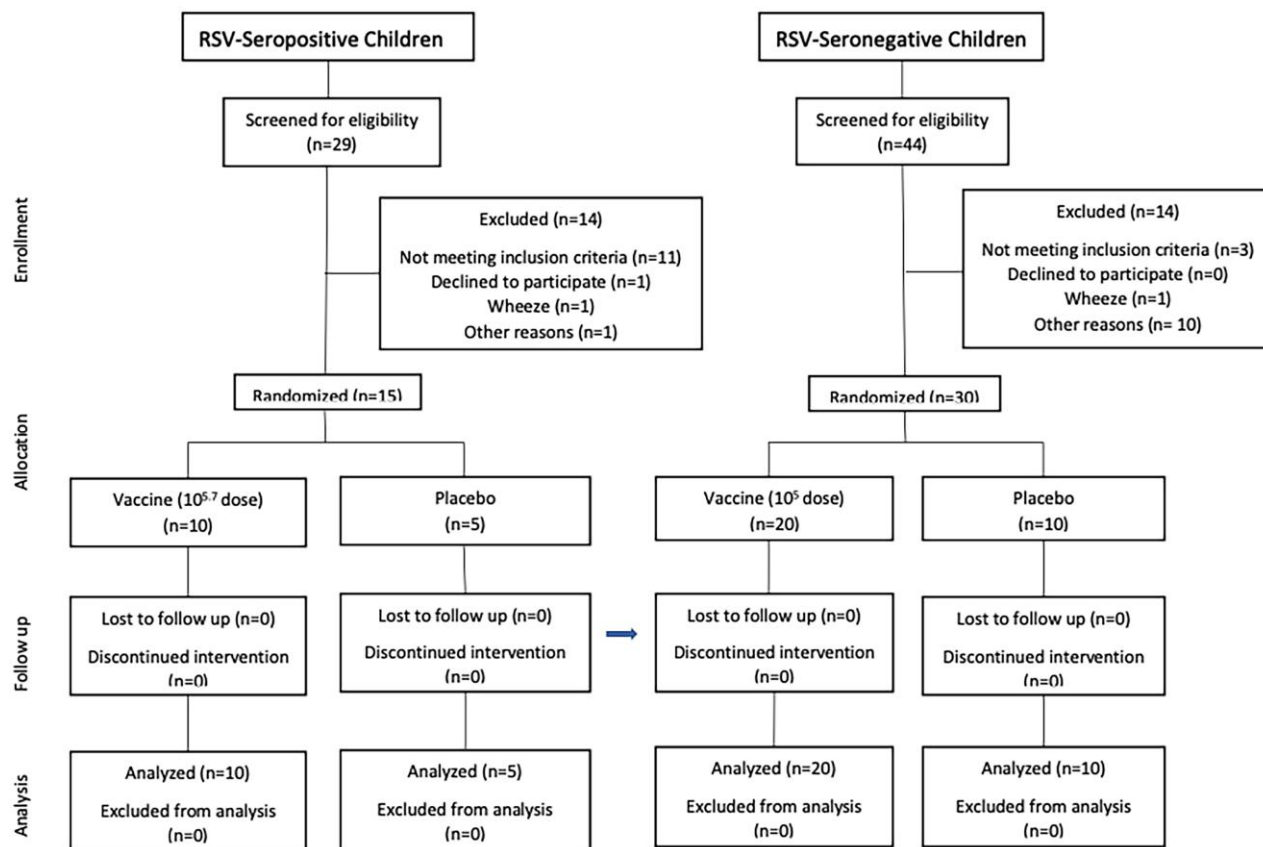 RSV-Seropositive Children
Screened for eligibility
(n=29)
Enrollment
Excluded (n=14)
Not meeting inclusion criteria (n=11)
Declined to participate (n=1)
Wheeze (n=1)
Other reasons (n=1)
Randomized (n=15)
Allocation
Vaccine (10^5.7 dose)
(n=10)
Placebo
(n=5)
Follow up
Lost to follow up (n=0)
Discontinued intervention
(n=0)
Lost to follow up (n=0)
Discontinued intervention
(n=0)
Analysis
Analyzed (n=10)
Excluded from analysis
(n=0)
Analyzed (n=5)
Excluded from analysis
(n=0)
RSV-Seronegative Children
Screened for eligibility
(n=44)
Excluded (n=14)
Not meeting inclusion criteria (n=3)
Declined to participate (n=0)
Wheeze (n=1)
Other reasons (n= 10)
Randomized (n=30)
Vaccine (10^5 dose)
(n=20)
Placebo
(n=10)
Lost to follow up (n=0)
Discontinued intervention
(n=0)
Lost to follow up (n=0)
Discontinued intervention
(n=0)
Analyzed (n=20)
Excluded from analysis
(n=0)
Analyzed (n=10)
Excluded from analysis
(n=0)